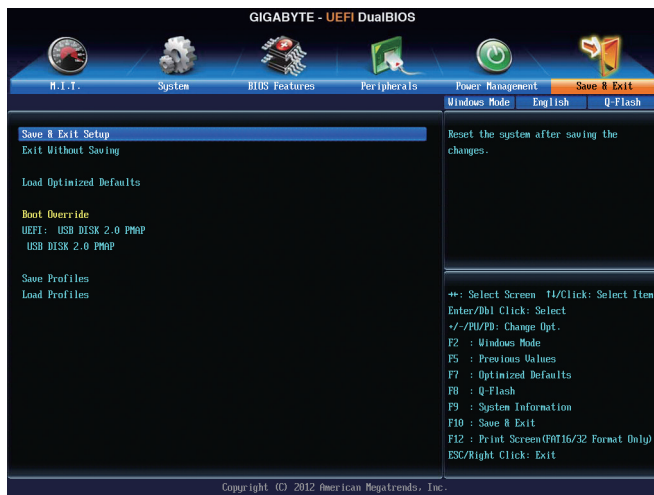 GIGABYTE - UEFI DualBIOS
M.I.T.
System
BIOS Features
Peripherals
Power Management
Save & Exit
Windows Mode
English
Q-Flash
Save & Exit Setup
Exit Without Saving
Load Optimized Defaults
Boot Override
UEFI: USB DISK 2.0 PMAP
USB DISK 2.0 PMAP
Save Profiles
Load Profiles
Reset the system after saving the
changes.
→←: Select Screen ↑↓/Click: Select Item
Enter/Dbl Click: Select
+/-/PU/PD: Change Opt.
F2 : Windows Mode
F5 : Previous Values
F7 : Optimized Defaults
F8 : Q-Flash
F9 : System Information
F10 : Save & Exit
F12 : Print Screen(FAT16/32 Format Only)
ESC/Right Click: Exit
Copyright (C) 2012 American Megatrends, Inc.